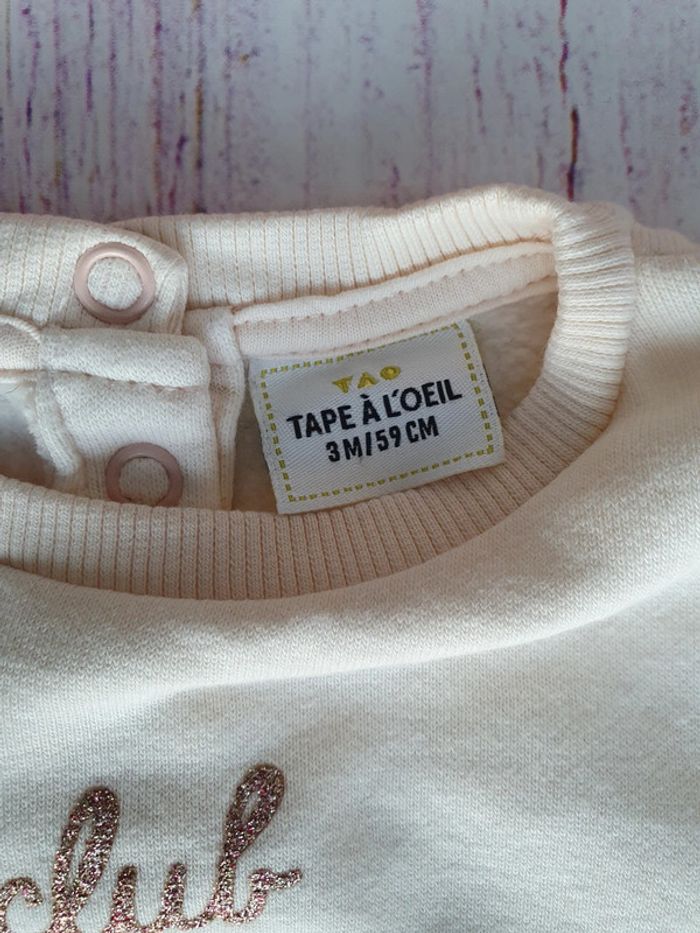 TAO
TAPE À L'OEIL
3M/59CM
club